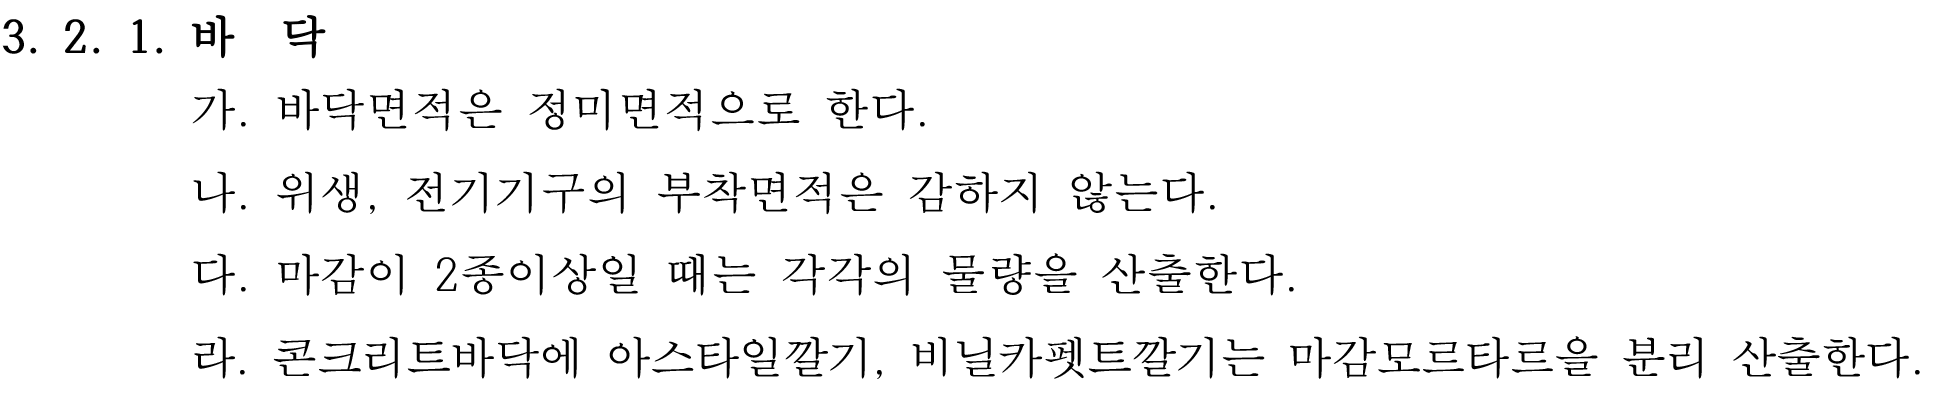 3. 2. 1. 바 닥
가. 바닥면적은 정미면적으로 한다.
나. 위생, 전기기구의 부착면적은 감하지 않는다.
다. 마감이 2종이상일 때는 각각의 물량을 산출한다.
라. 콘크리트바닥에 아스타일깔기, 비닐카펫트깔기는 마감모르타르을 분리 산출한다.